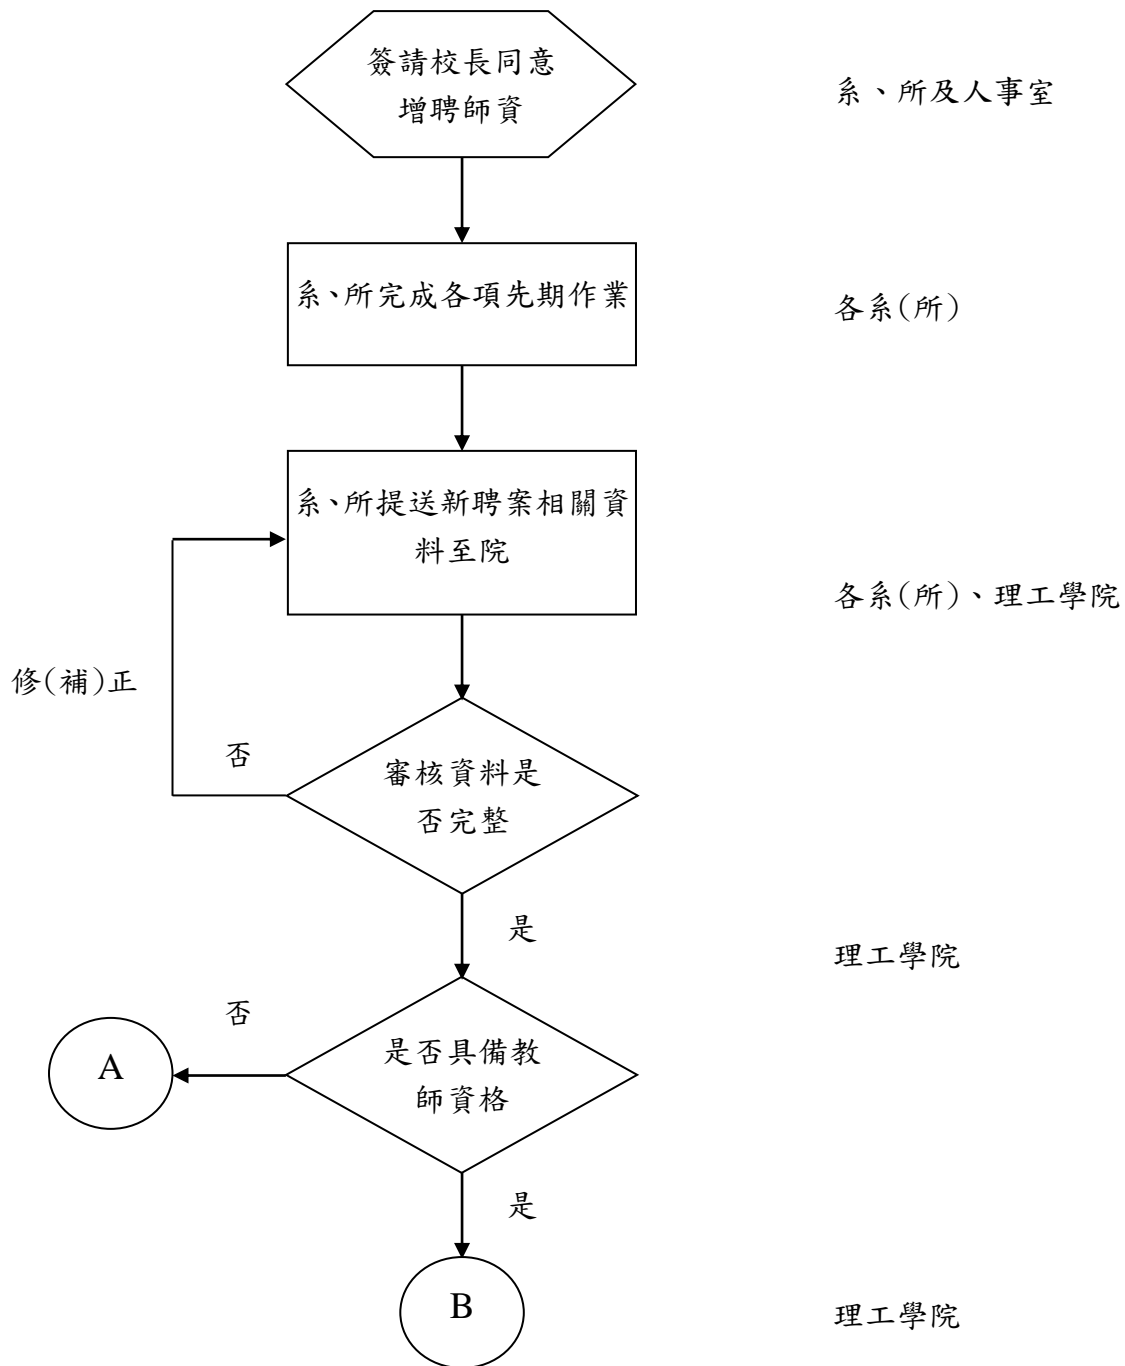 簽請校長同意
增聘師資
系、所及人事室
系、所完成各項先期作業
各系(所)
系、所提送新聘案相關資
料至院
各系(所)、理工學院
修(補)正
否
審核資料是
否完整
是
理工學院
否
A
是否具備教
師資格
是
B
理工學院